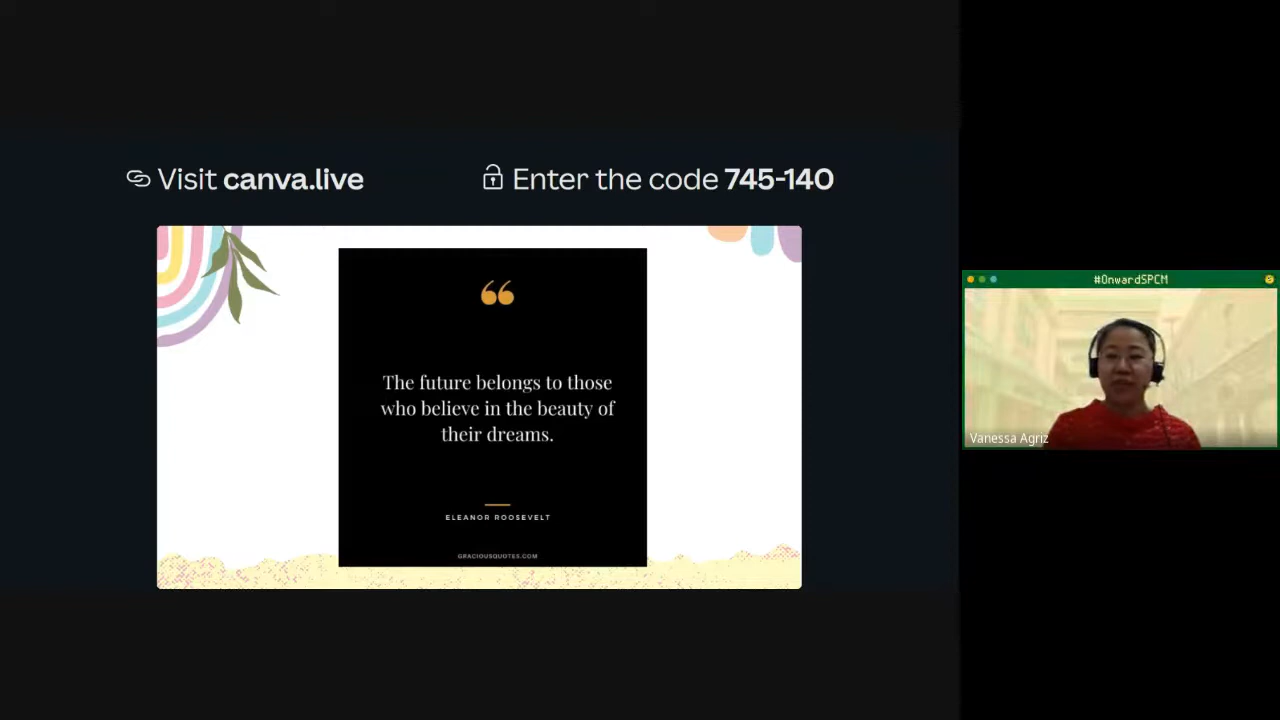 Visit canva.live
Enter the code 745-140
The future belongs to those
who believe in the beauty of
their dreams.
ELEANOR ROOSEVELT
GRACIOUSQUOTES.COM
#OnwardSPCM
Vanessa Agriz